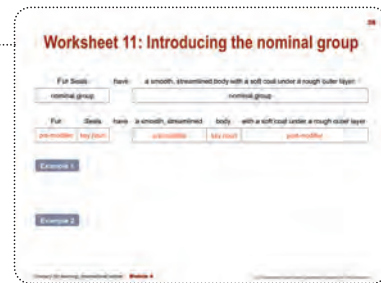 Worksheet 11: Introducing the nominal group
Fur Seals have a smooth, streamlined body with a soft coat under a rough outer layer
nominal group nominal group
Fur Seals have a smooth, streamlined body with a soft coat under a rough outer layer
pre-modifier key noun pre-modifier key noun post-modifier
Example 1
Example 2
Module 4